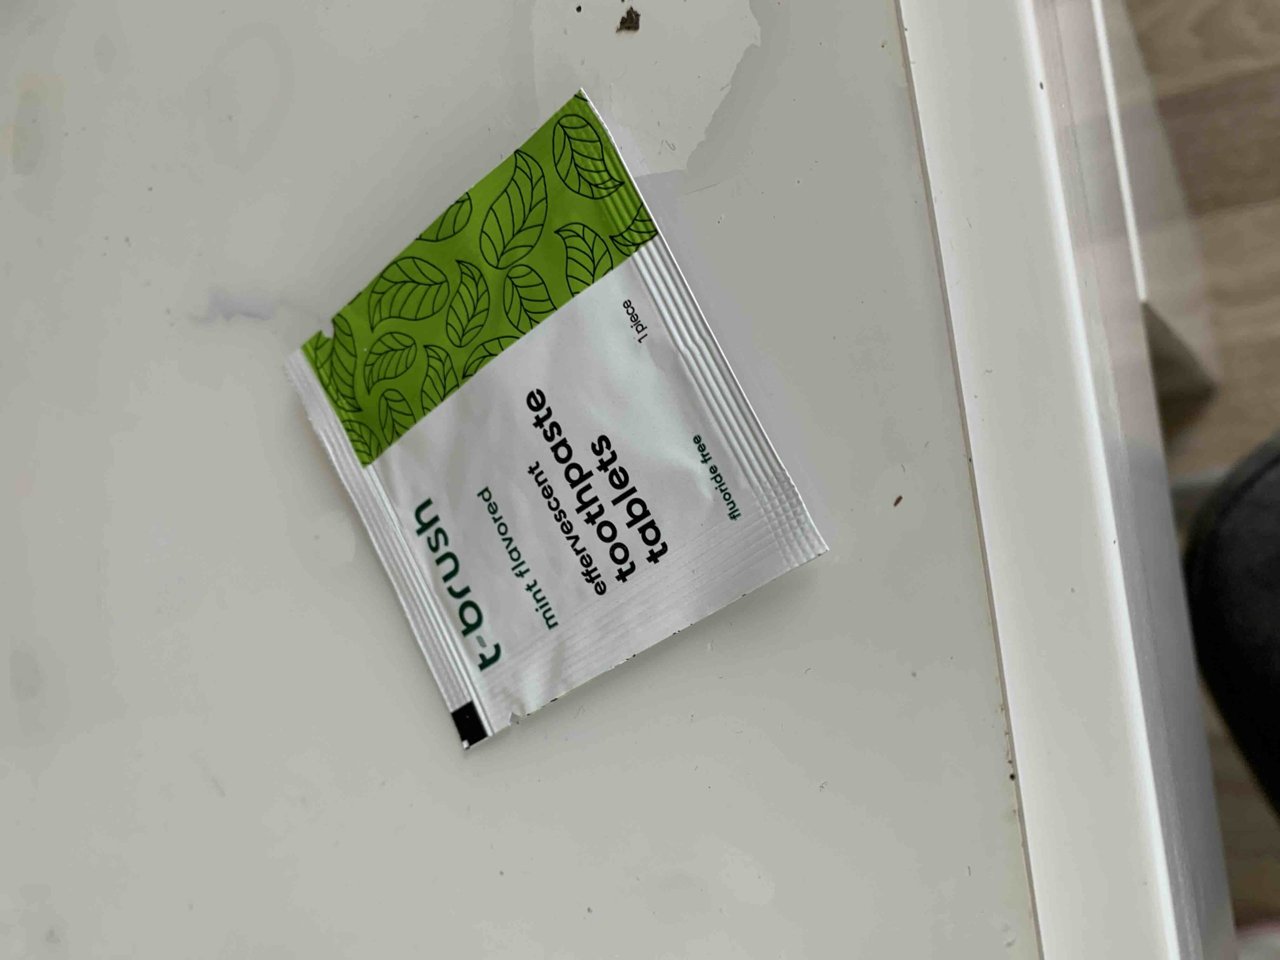 t-brush
mint flavored
effervescent
toothpaste
tablets
fluoride free
1 piece